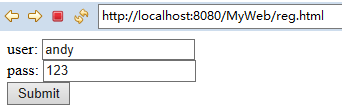 http://localhost:8080/MyWeb/reg.html
user: andy
pass: 123
Submit